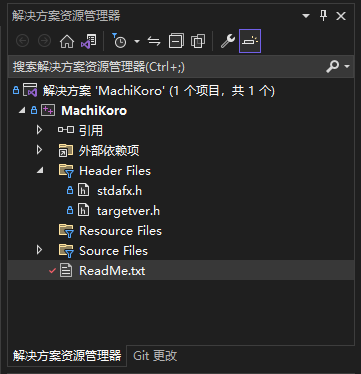 解决方案资源管理器
搜索解决方案资源管理器(Ctrl+;)
解决方案 'MachiKoro' (1 个项目，共 1 个)
MachiKoro
引用
外部依赖项
Header Files
stdafx.h
targetver.h
Resource Files
Source Files
ReadMe.txt
解决方案资源管理器 Git 更改